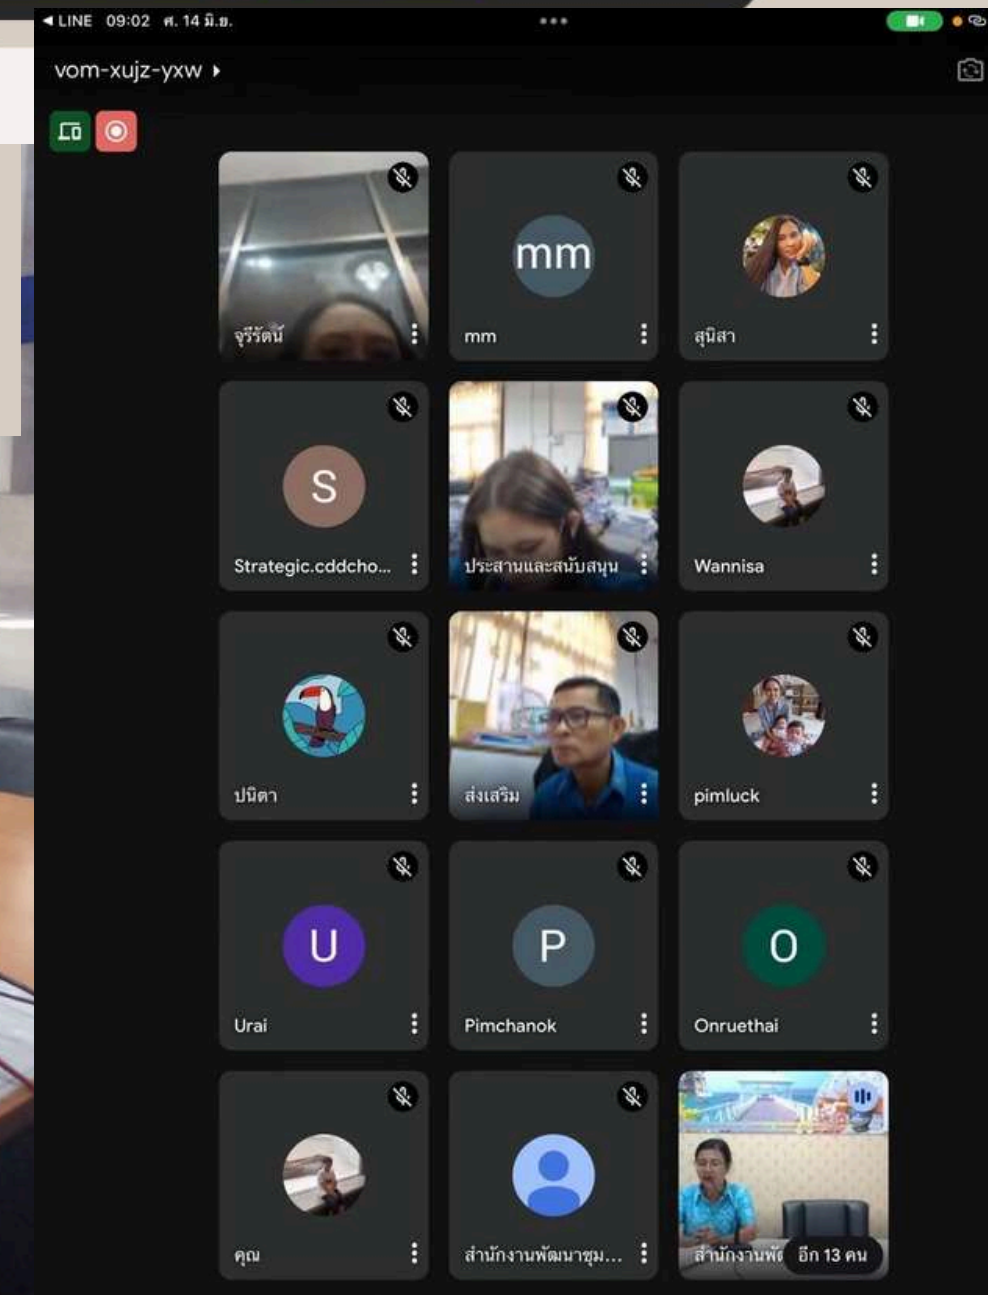 ◀ LINE 09:02 ศ. 14 มิ.ย.
vom-xujz-yxw
จุรีรัตน์
mm
mm
สุนิสา
S
Strategic.cddcho...
ประสานและสนับสนุน
Wannisa
ปนิตา
ส่งเสริม
pimluck
U
Urai
P
Pimchanok
O
Onruethai
คุณ
สำนักงานพัฒนาชุม...
สำนักงานพัฒ
อีก 13 คน